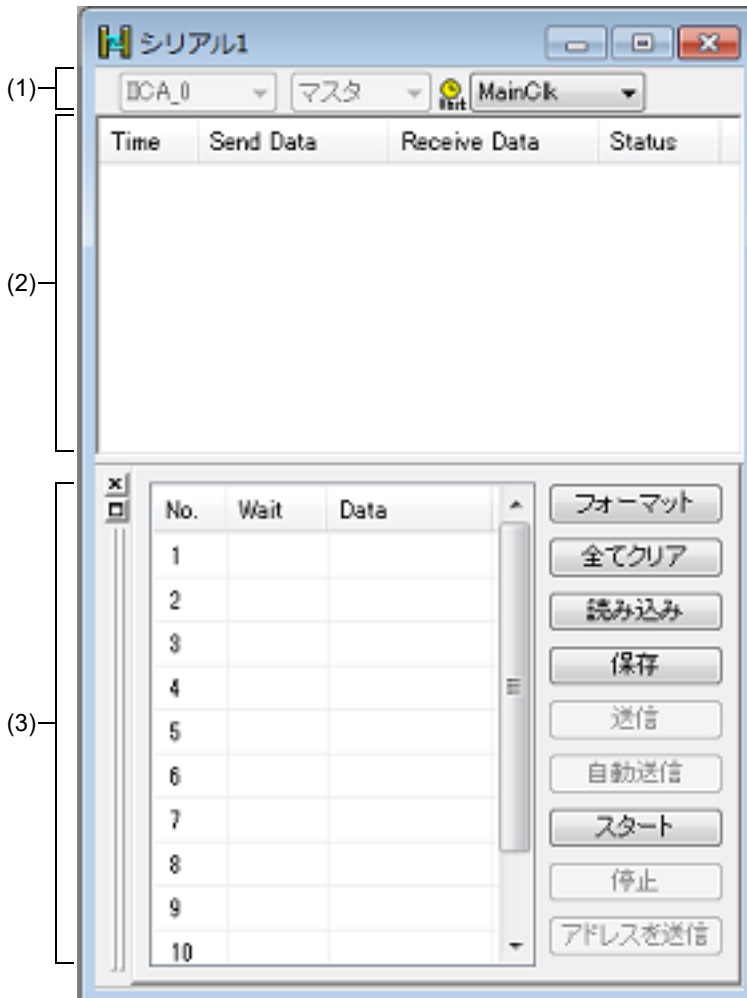 シリアル1
(1)
IICA_0 マスタ MainClk
Time Send Data Receive Data Status
(2)
(3)
No. Wait Data
1
2
3
4
5
6
7
8
9
10
フォーマット
全てクリア
読み込み
保存
送信
自動送信
スタート
停止
アドレスを送信